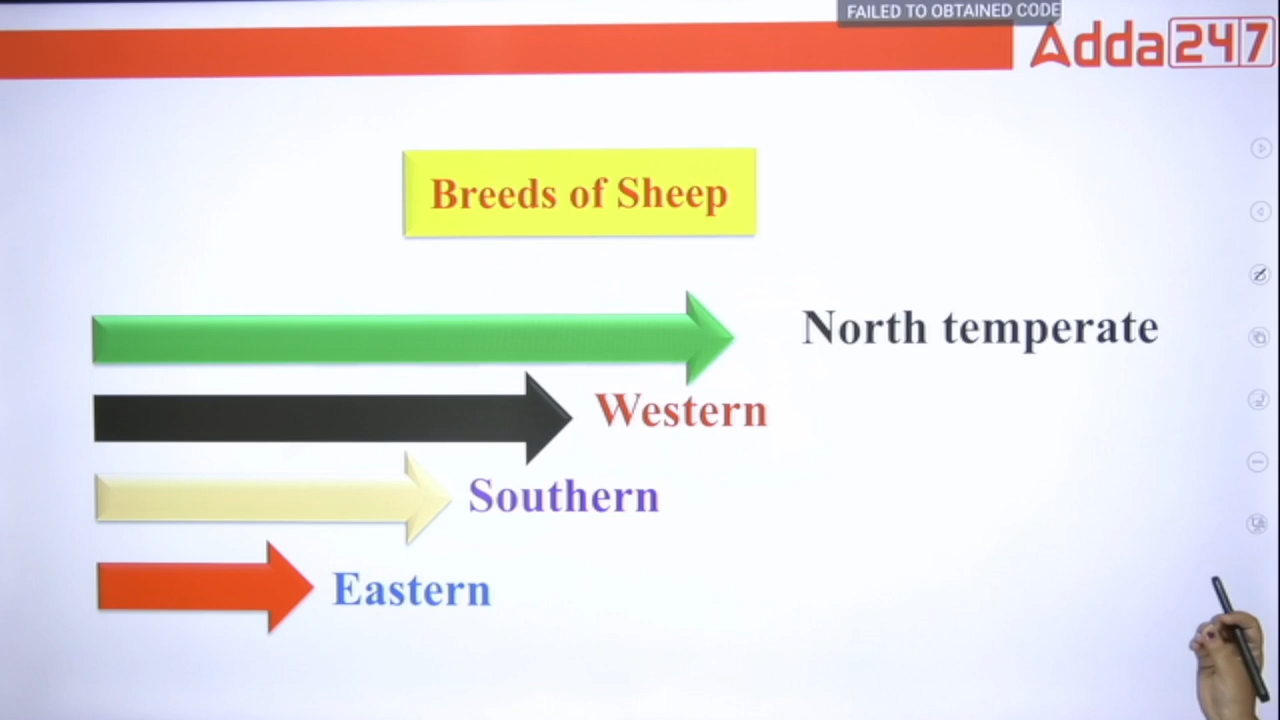 FAILED TO OBTAINED CODE
Adda247
Breeds of Sheep
North temperate
Western
Southern
Eastern